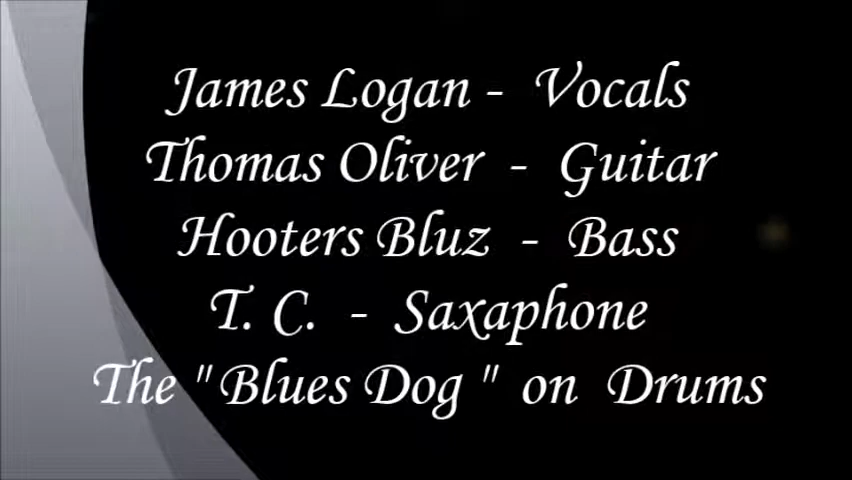 James Logan - Vocals
Thomas Oliver - Guitar
Hooters Bluz - Bass
T. C. - Saxaphone
The " Blues Dog " on Drums